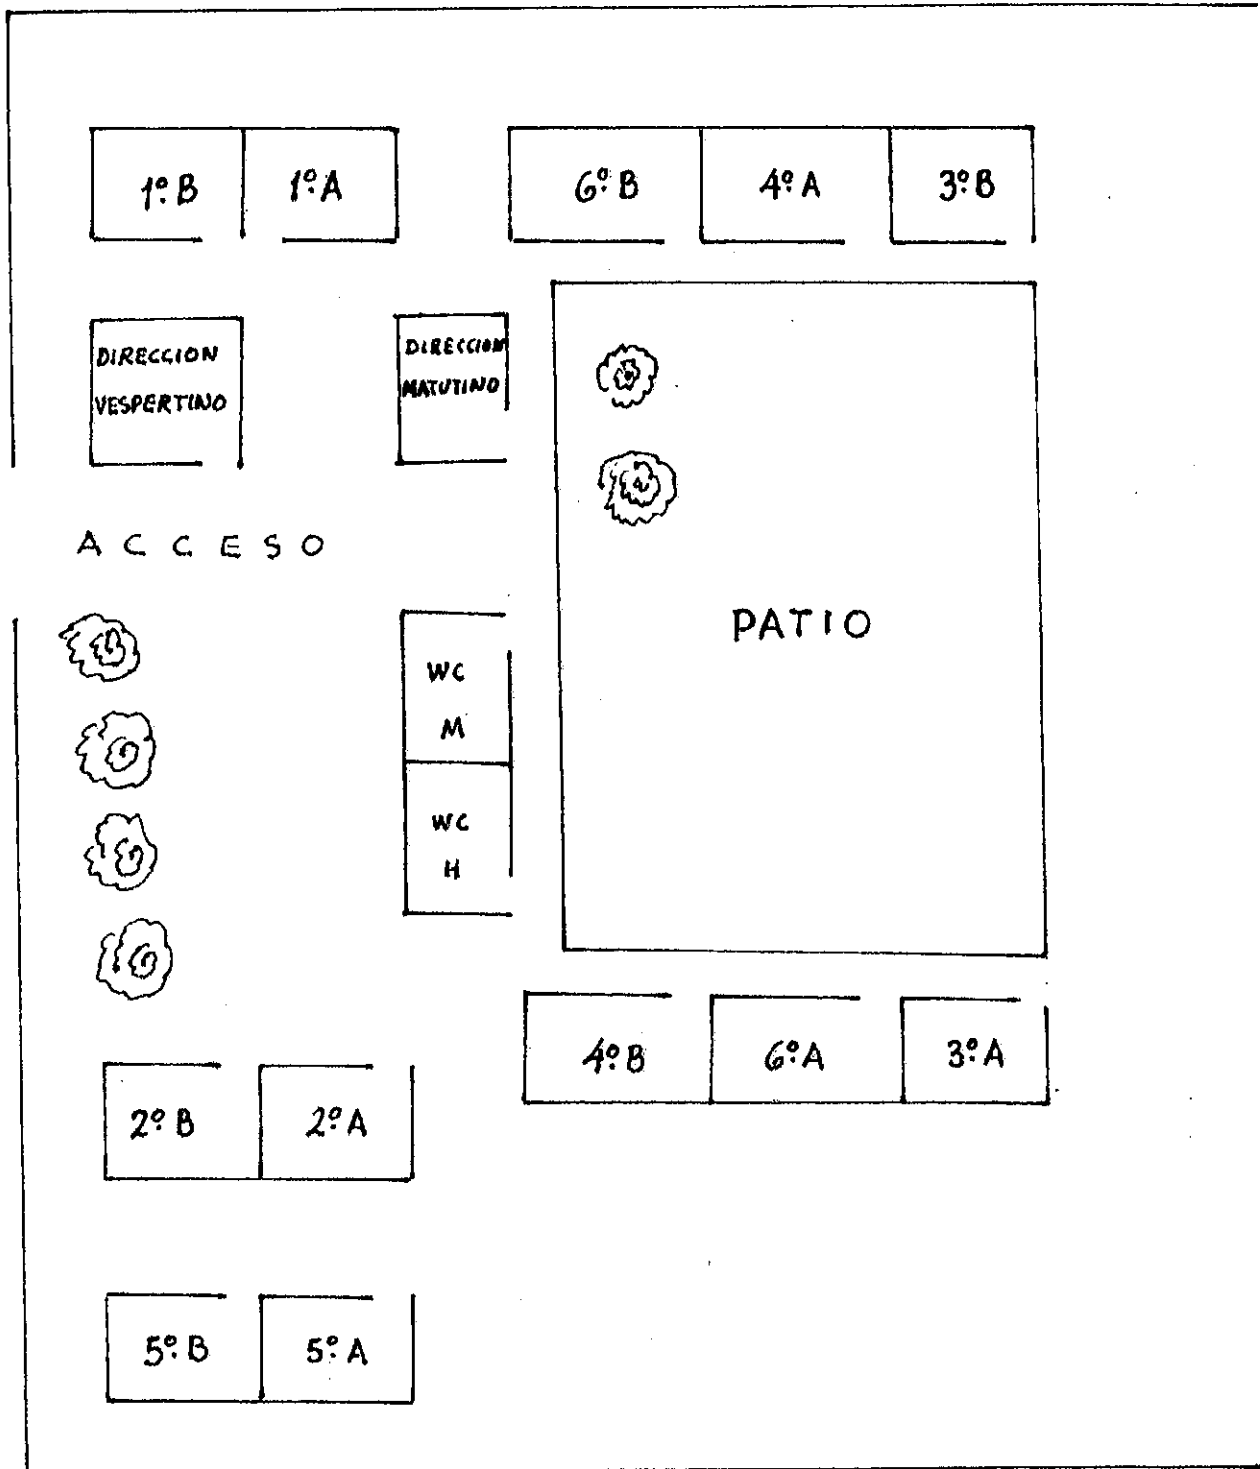 1º B
1º A
6º B
4º A
3º B
DIRECCION
VESPERTINO
DIRECCION
MATUTINO
ACCESO
PATIO
WC
M
WC
H
4º B
6º A
3º A
2º B
2º A
5º B
5º A